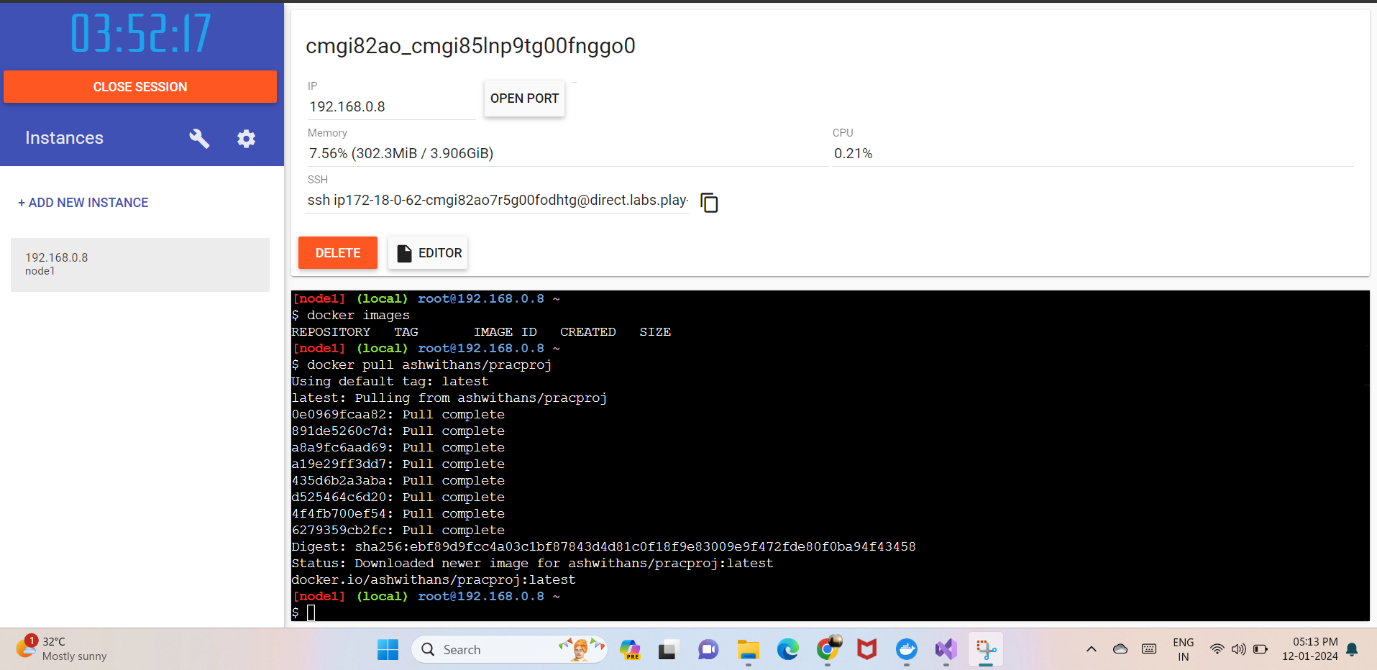 03:52:17
CLOSE SESSION
Instances
+ ADD NEW INSTANCE
192.168.0.8
node1
cmgi82ao_cmgi85lnp9tg00fnggo0
IP
192.168.0.8
OPEN PORT
Memory
7.56% (302.3MiB / 3.906GiB)
CPU
0.21%
SSH
ssh ip172-18-0-62-cmgi82ao7r5g00fodhtg@direct.labs.play-
DELETE
EDITOR
[node1] (local) root@192.168.0.8 ~
$ docker images
REPOSITORY   TAG       IMAGE ID   CREATED   SIZE
[node1] (local) root@192.168.0.8 ~
$ docker pull ashwithans/pracproj
Using default tag: latest
latest: Pulling from ashwithans/pracproj
0e0969fcaa82: Pull complete
891de5260c7d: Pull complete
a8a9fc6aad69: Pull complete
a19e29ff3dd7: Pull complete
435d6b2a3aba: Pull complete
d525464c6d20: Pull complete
4f4fb700ef54: Pull complete
6279359cb2fc: Pull complete
Digest: sha256:ebf89d9fcc4a03c1bf87843d4d81c0f18f9e83009e9f472fde80f0ba94f43458
Status: Downloaded newer image for ashwithans/pracproj:latest
docker.io/ashwithans/pracproj:latest
[node1] (local) root@192.168.0.8 ~
$
1
32°C
Mostly sunny
Search
PRE
ENG
IN
05:13 PM
12-01-2024